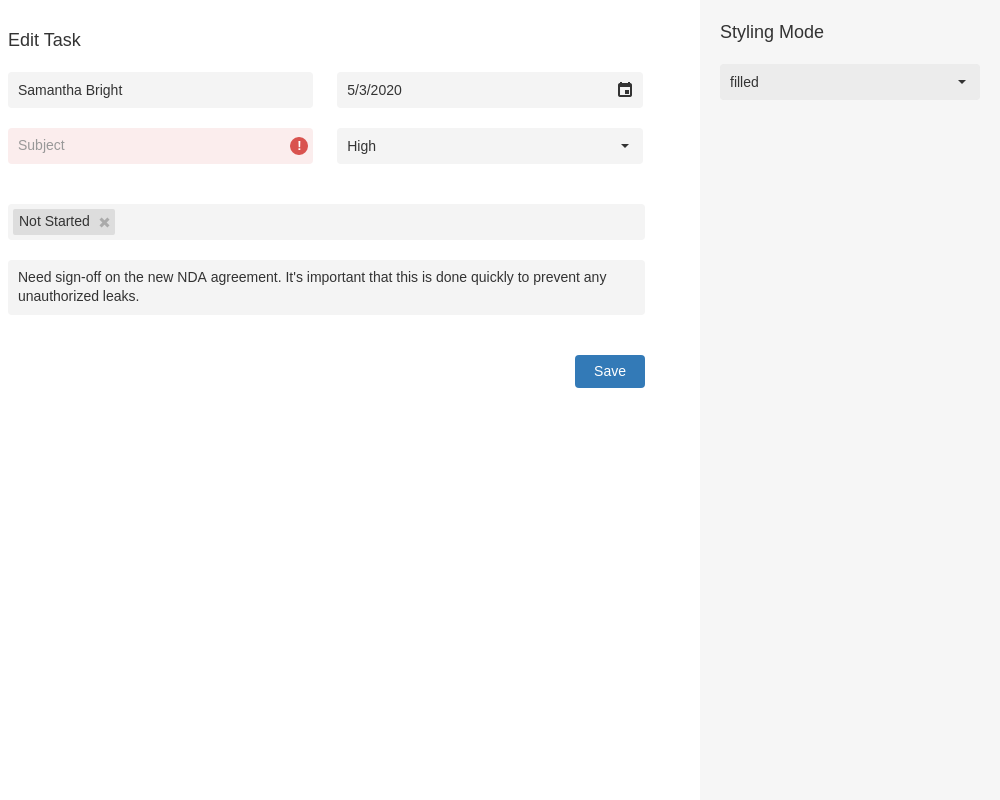 Edit Task
Samantha Bright
5/3/2020
Subject
High
Not Started
Need sign-off on the new NDA agreement. It's important that this is done quickly to prevent any
unauthorized leaks.
Save
Styling Mode
filled